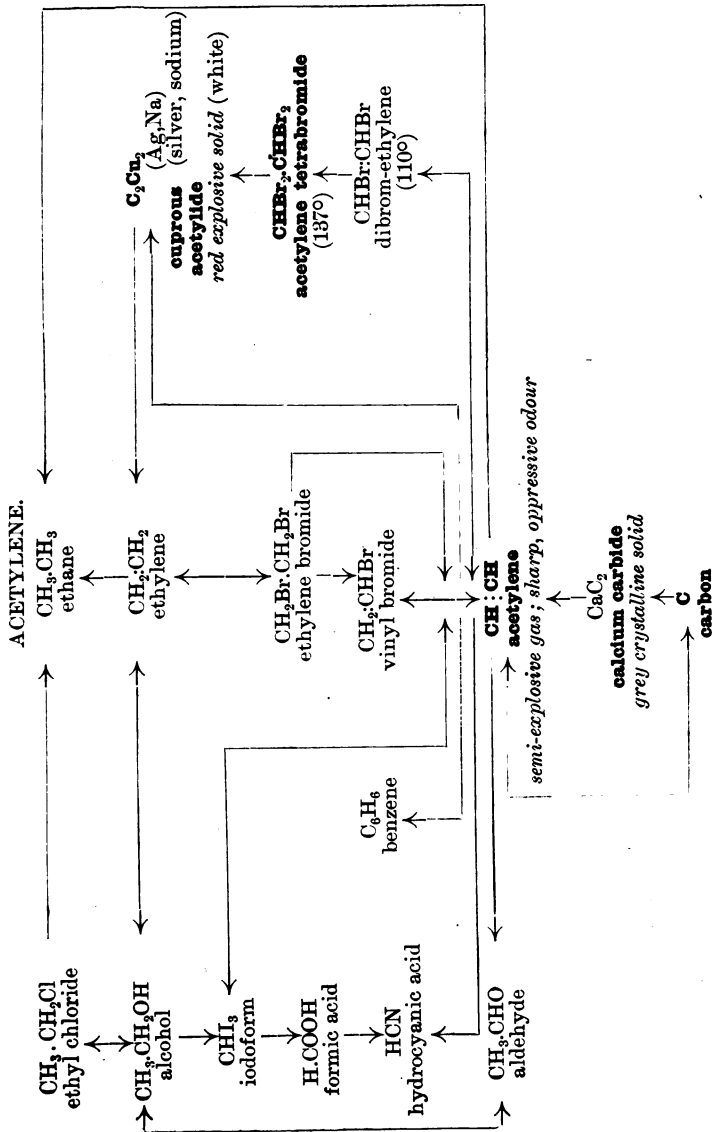 ACETYLENE.
CH₃.CH₂Cl
ethyl chloride
CH₃.CH₃
ethane
CH₃.CH₂OH
alcohol
CH₂:CH₂
ethylene
C₂Cu₂
(Ag,Na)
cuprous (silver, sodium)
acetylide
red explosive solid (white)
CHI₃
iodoform
CH₂Br.CH₂Br
ethylene bromide
CHBr₂.CHBr₂
acetylene tetrabromide
(137°)
H.COOH
formic acid
CH₂:CHBr
vinyl bromide
CHBr:CHBr
dibrom-ethylene
(110°)
C₆H₆
benzene
HCN
hydrocyanic acid
CH₃.CHO
aldehyde
CH⋮CH
acetylene
semi-explosive gas; sharp, oppressive odour
CaC₂
calcium carbide
grey crystalline solid
C
carbon